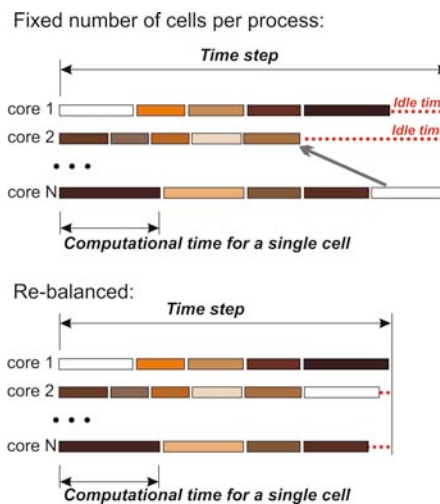 Fixed number of cells per process:
Time step
core 1
Idle tim
core 2
Idle tim
• • •
core N
Computational time for a single cell
Re-balanced:
Time step
core 1
core 2
• • •
core N
Computational time for a single cell